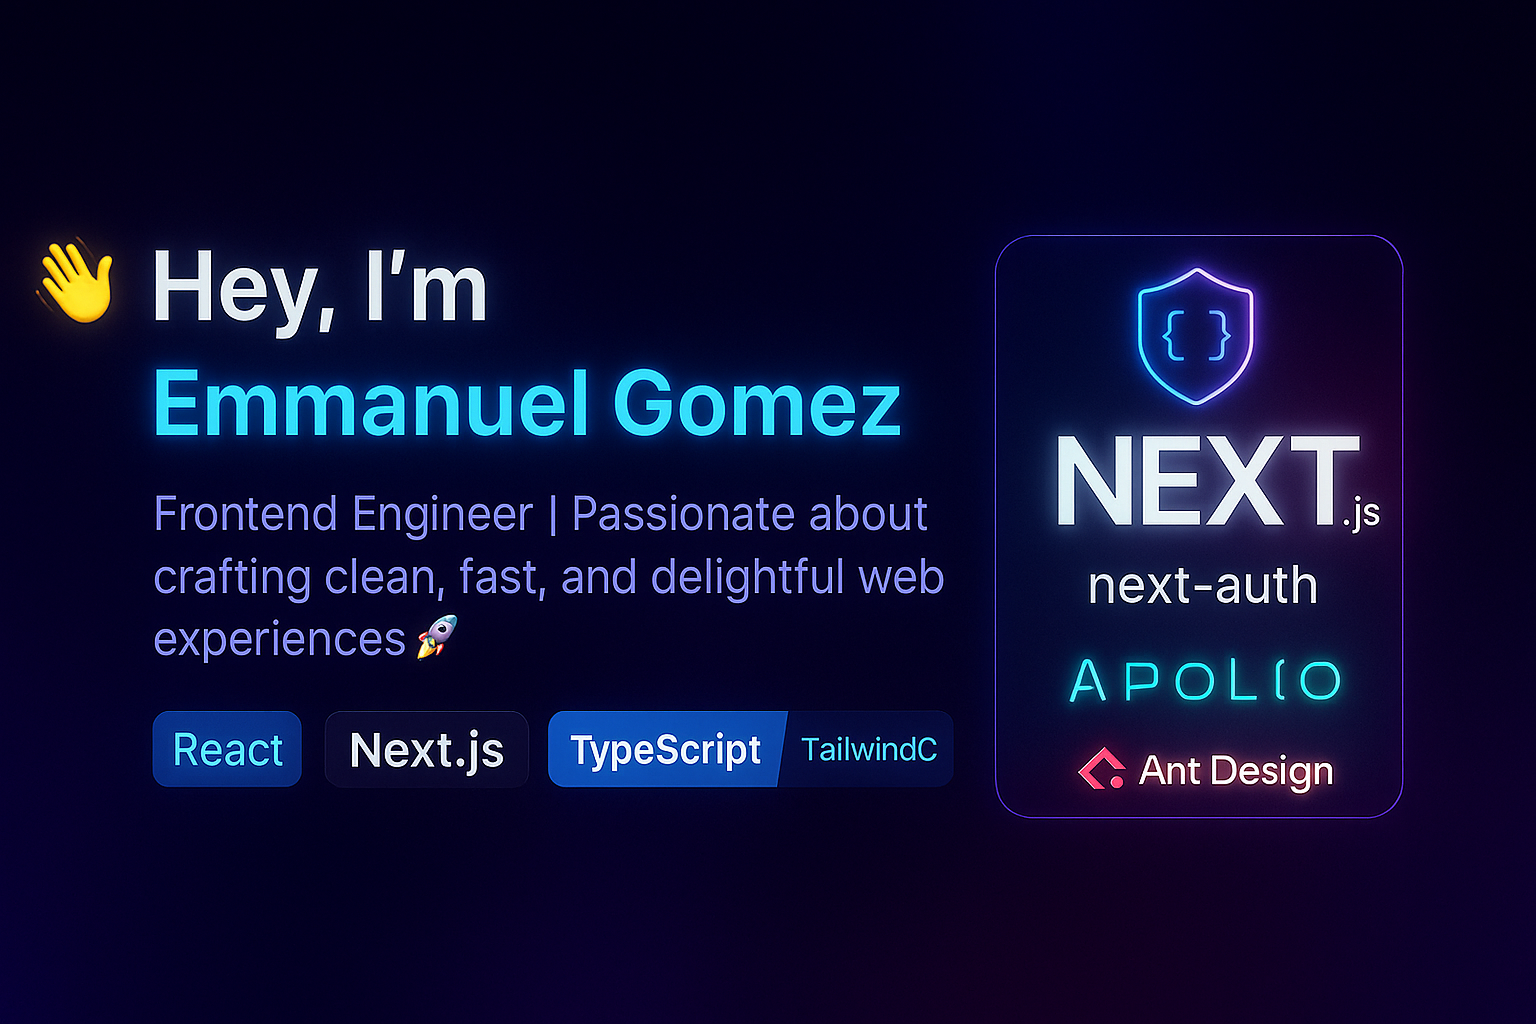 👋 Hey, I’m
Emmanuel Gomez
Frontend Engineer | Passionate about
crafting clean, fast, and delightful web
experiences 🚀
React
Next.js
TypeScript
TailwindC
{ }
NEXT.js
next-auth
APOLIO
Ant Design